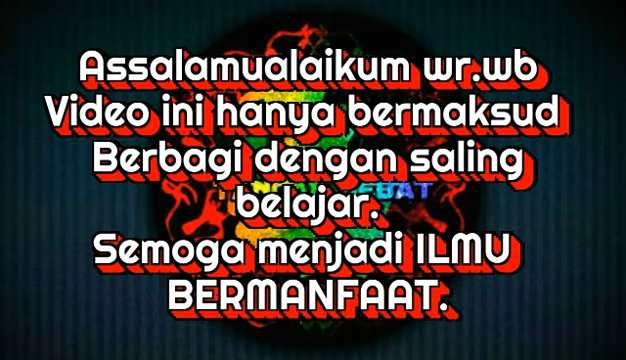 Assalamualaikum wr.wb
Video ini hanya bermaksud
Berbagi dengan saling
belajar.
Semoga menjadi ILMU
BERMANFAAT.